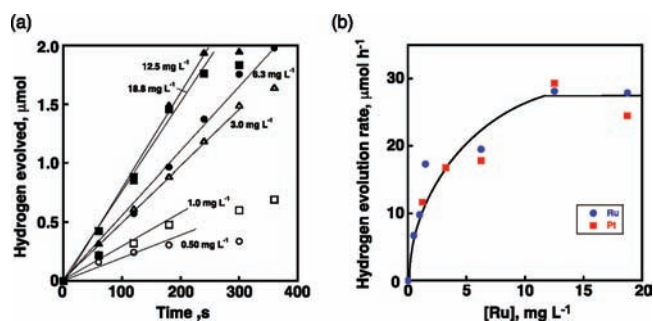 (a)
Hydrogen evolved, µmol
2.0
1.5
1.0
0.5
0
0 100 200 300 400
Time ,s
12.5 mg L⁻¹
18.8 mg L⁻¹
6.3 mg L⁻¹
3.0 mg L⁻¹
1.0 mg L⁻¹
0.50 mg L⁻¹
(b)
Hydrogen evolution rate, µmol h⁻¹
40
30
20
10
0
0 5 10 15 20
[Ru], mg L⁻¹
Ru
Pt